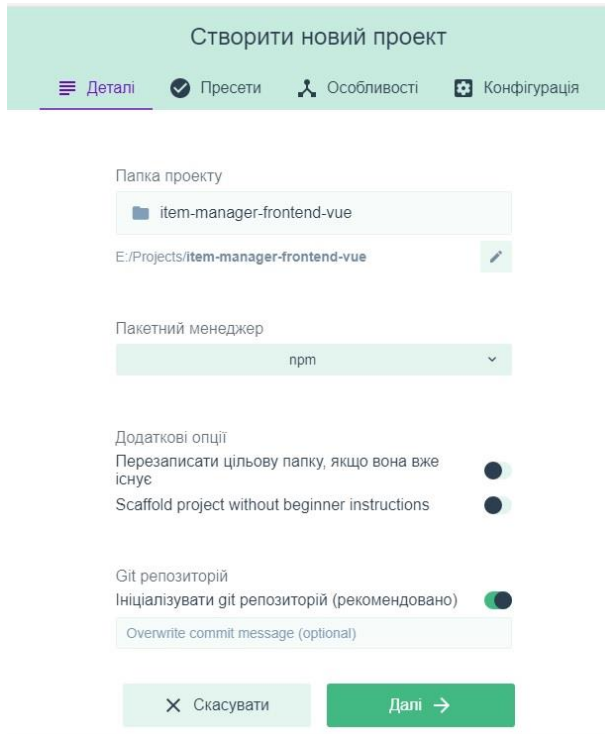 Створити новий проект
Деталі Пресети Особливості Конфігурація
Папка проекту
item-manager-frontend-vue
E:/Projects/item-manager-frontend-vue
Пакетний менеджер
npm
Додаткові опції
Перезаписати цільову папку, якщо вона вже
існує
Scaffold project without beginner instructions
Git репозиторій
Ініціалізувати git репозиторій (рекомендовано)
Overwrite commit message (optional)
Скасувати Далі